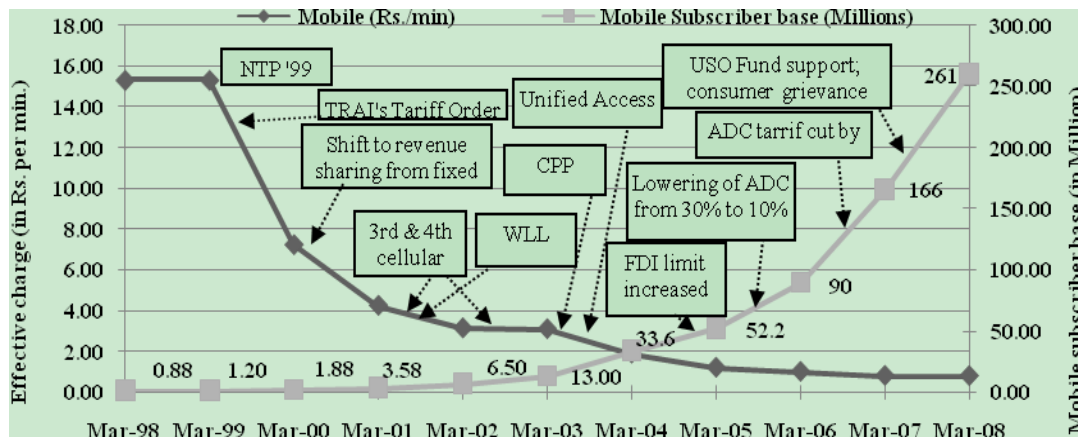 Mobile (Rs./min)
Mobile Subscriber base (Millions)
Effective charge (in Rs. per min.)
18.00
16.00
14.00
12.00
10.00
8.00
6.00
4.00
2.00
0.00
NTP '99
TRAI's Tariff Order
Shift to revenue
sharing from fixed
3rd & 4th
cellular
WLL
CPP
Unified Access
FDI limit
increased
Lowering of ADC
from 30% to 10%
ADC tarrif cut by
USO Fund support;
consumer grievance
0.88
1.20
1.88
3.58
6.50
13.00
33.6
52.2
90
166
261
300.00
250.00
200.00
150.00
100.00
50.00
0.00
Mobile subscriber base (in Million)
Mar-98
Mar-99
Mar-00
Mar-01
Mar-02
Mar-03
Mar-04
Mar-05
Mar-06
Mar-07
Mar-08